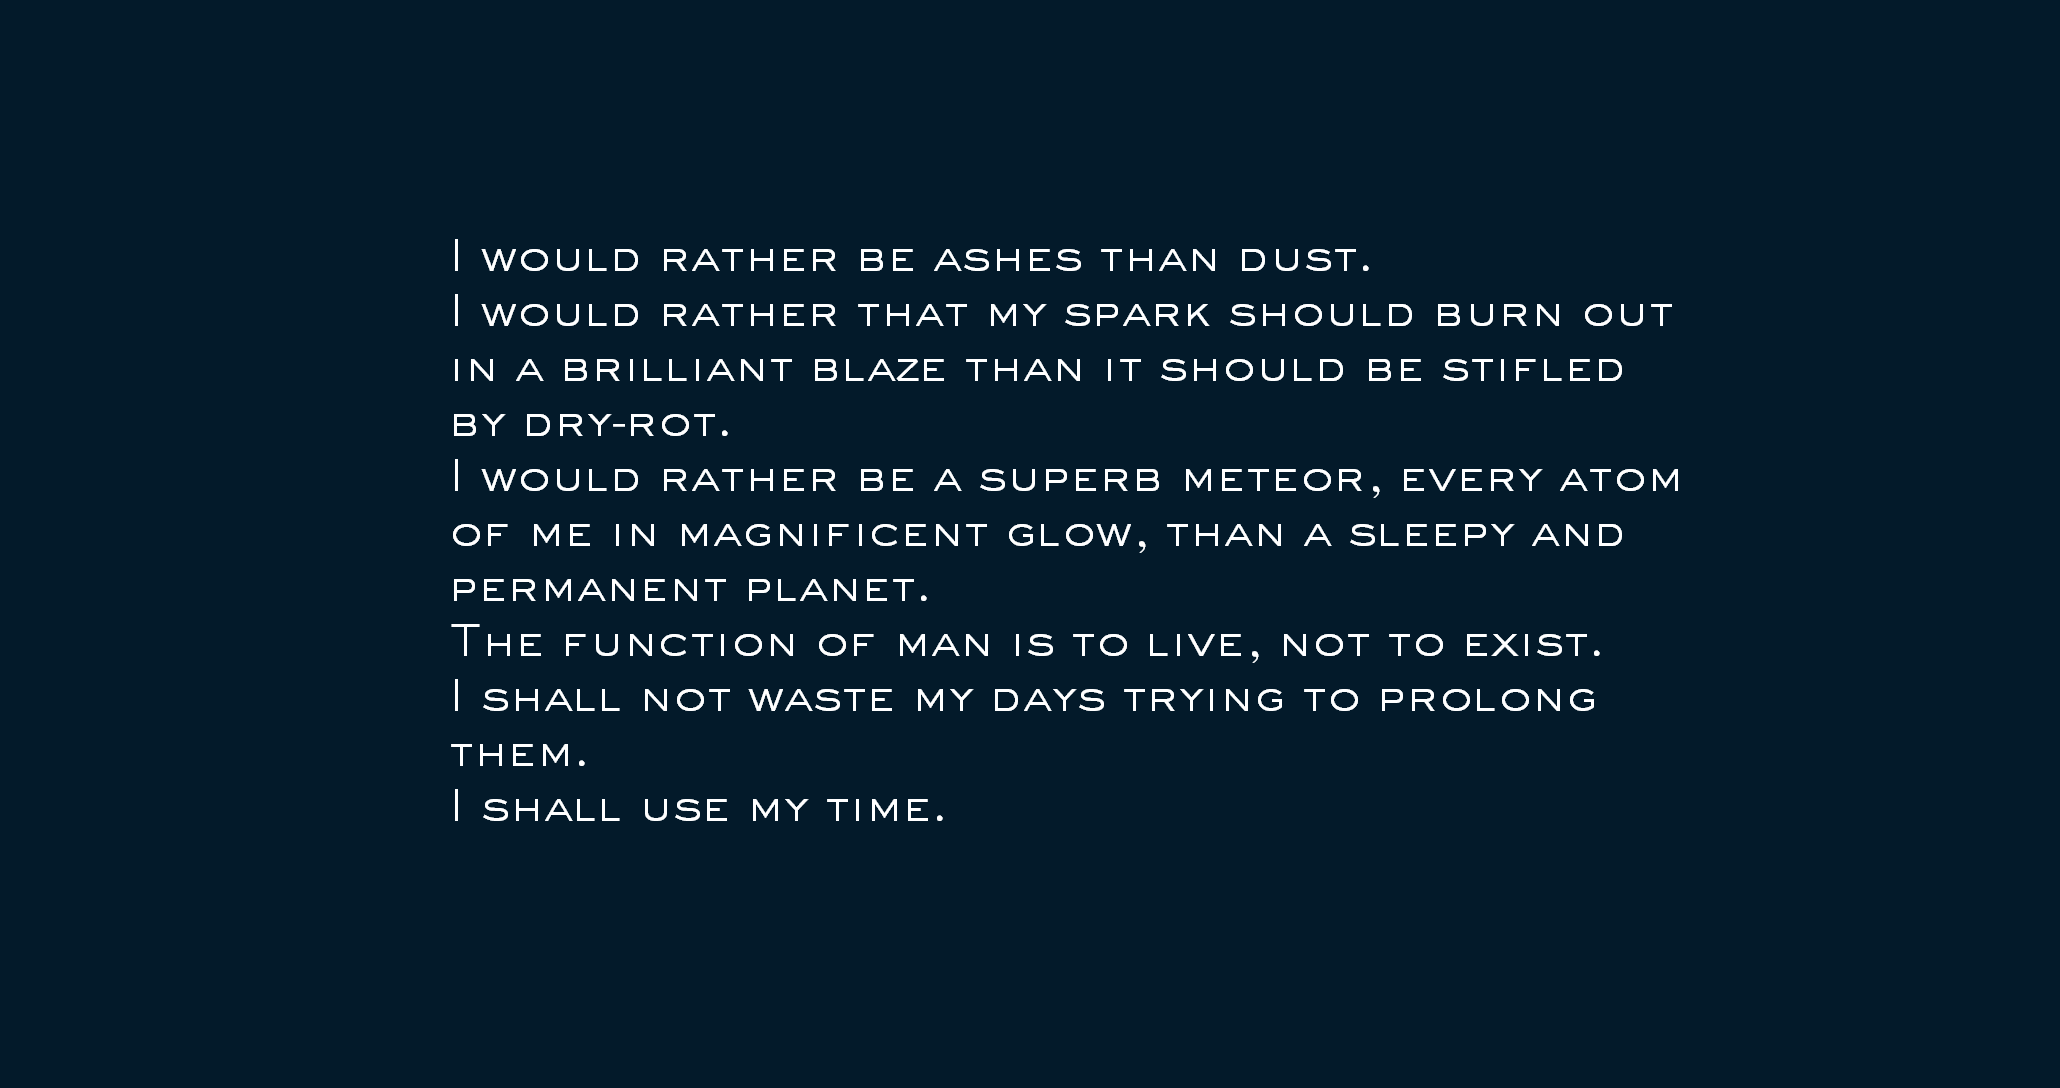 I would rather be ashes than dust.
I would rather that my spark should burn out
in a brilliant blaze than it should be stifled
by dry-rot.
I would rather be a superb meteor, every atom
of me in magnificent glow, than a sleepy and
permanent planet.
The function of man is to live, not to exist.
I shall not waste my days trying to prolong
them.
I shall use my time.